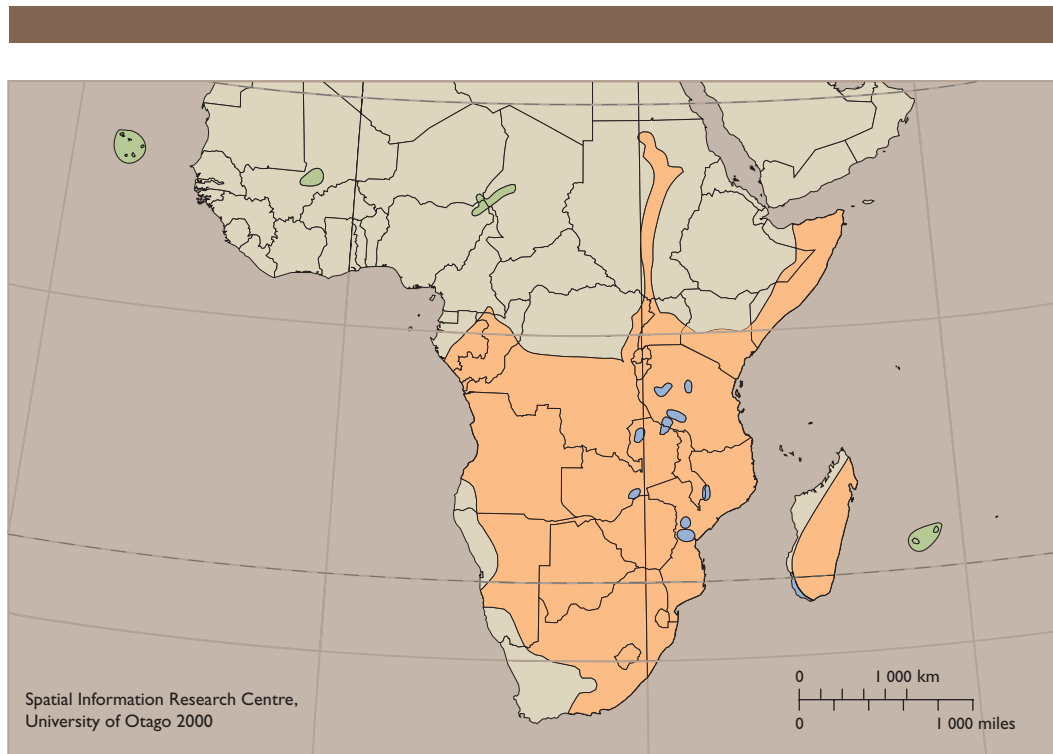 Spatial Information Research Centre,
University of Otago 2000
0 1 000 km
0 1 000 miles